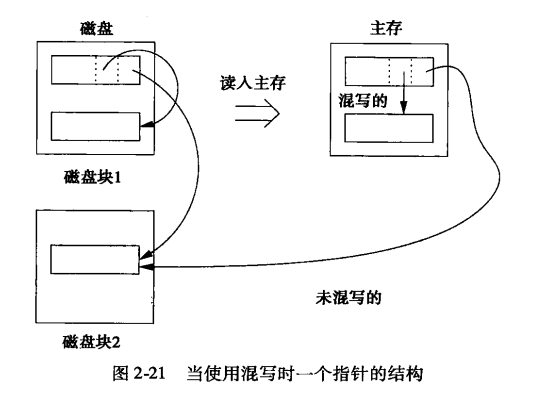 磁盘
主存
读入主存
混写的
磁盘块1
未混写的
磁盘块2
图 2-21 当使用混写时一个指针的结构